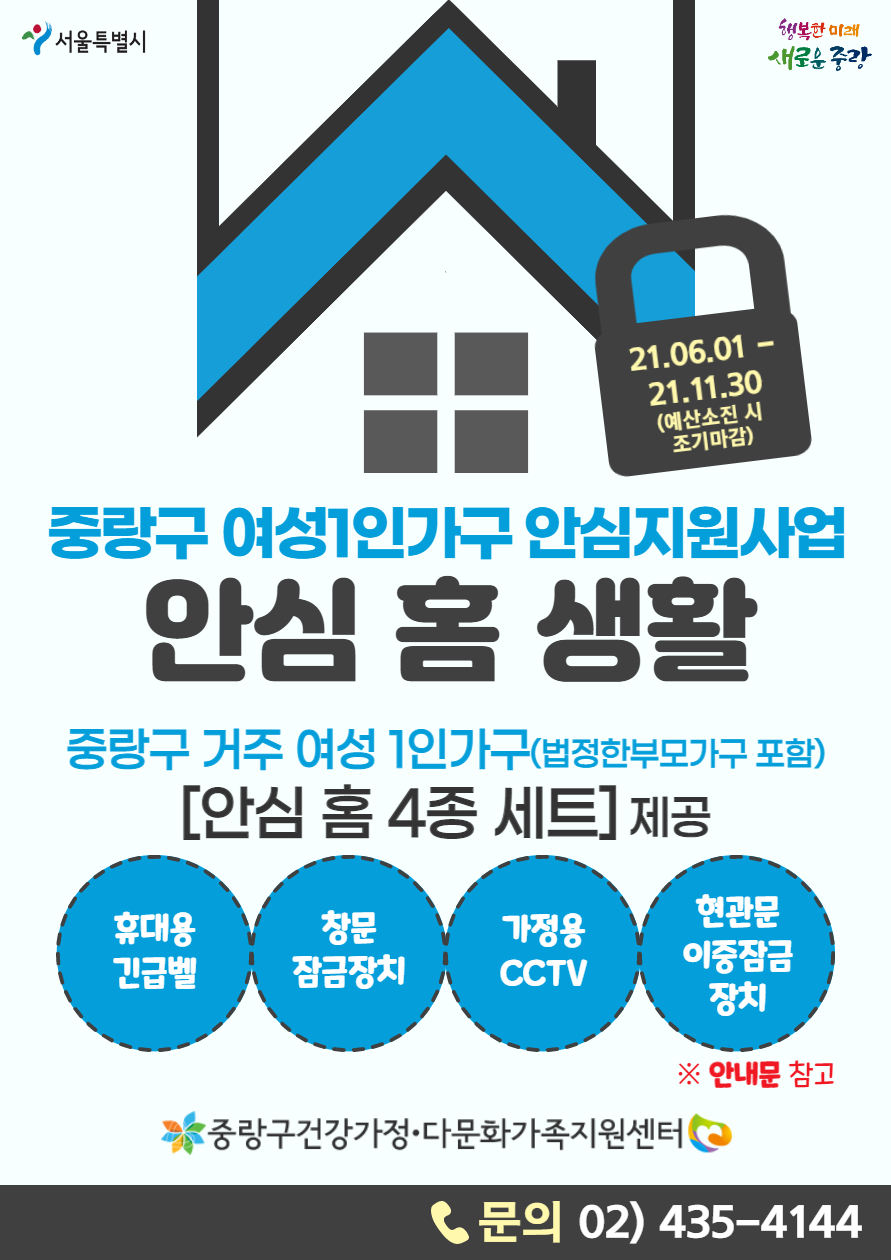 서울특별시
행복한 미래
새로운 중랑
21.06.01 -
21.11.30
(예산소진 시
조기마감)
중랑구 여성1인가구 안심지원사업
안심 홈 생활
중랑구 거주 여성 1인가구(법정한부모가구 포함)
[안심 홈 4종 세트] 제공
휴대용
긴급벨
창문
잠금장치
가정용
CCTV
현관문
이중잠금
장치
※ 안내문 참고
중랑구건강가정•다문화가족지원센터
문의 02) 435-4144